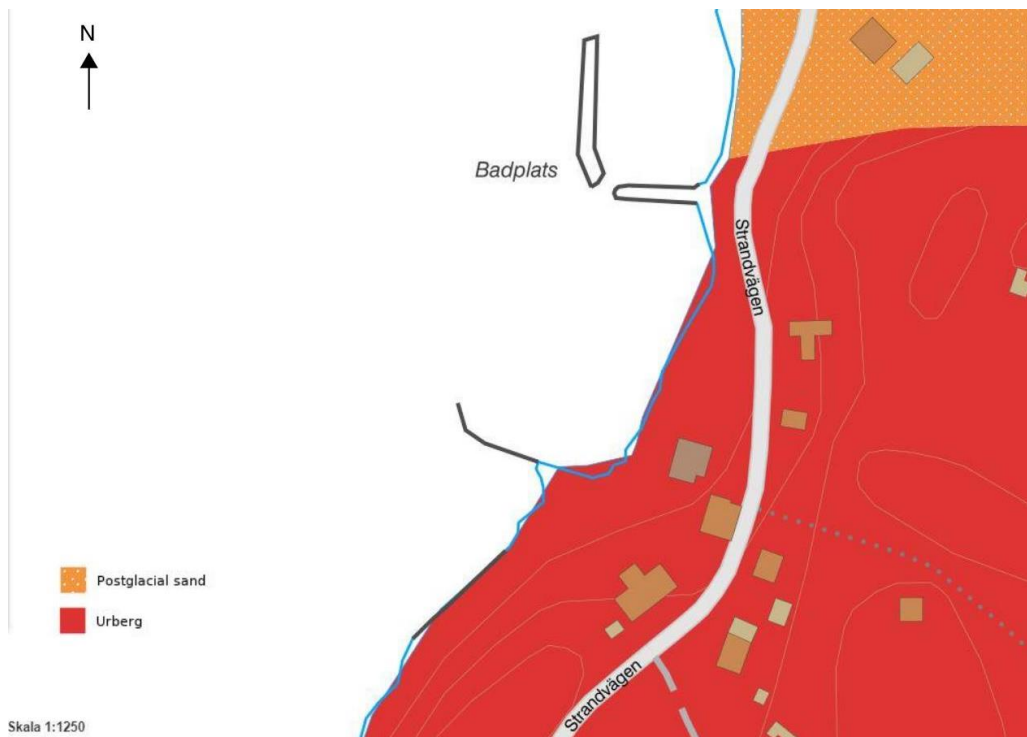 N
Badplats
Strandvägen
Postglacial sand
Urberg
Strandvägen
Skala 1:1250